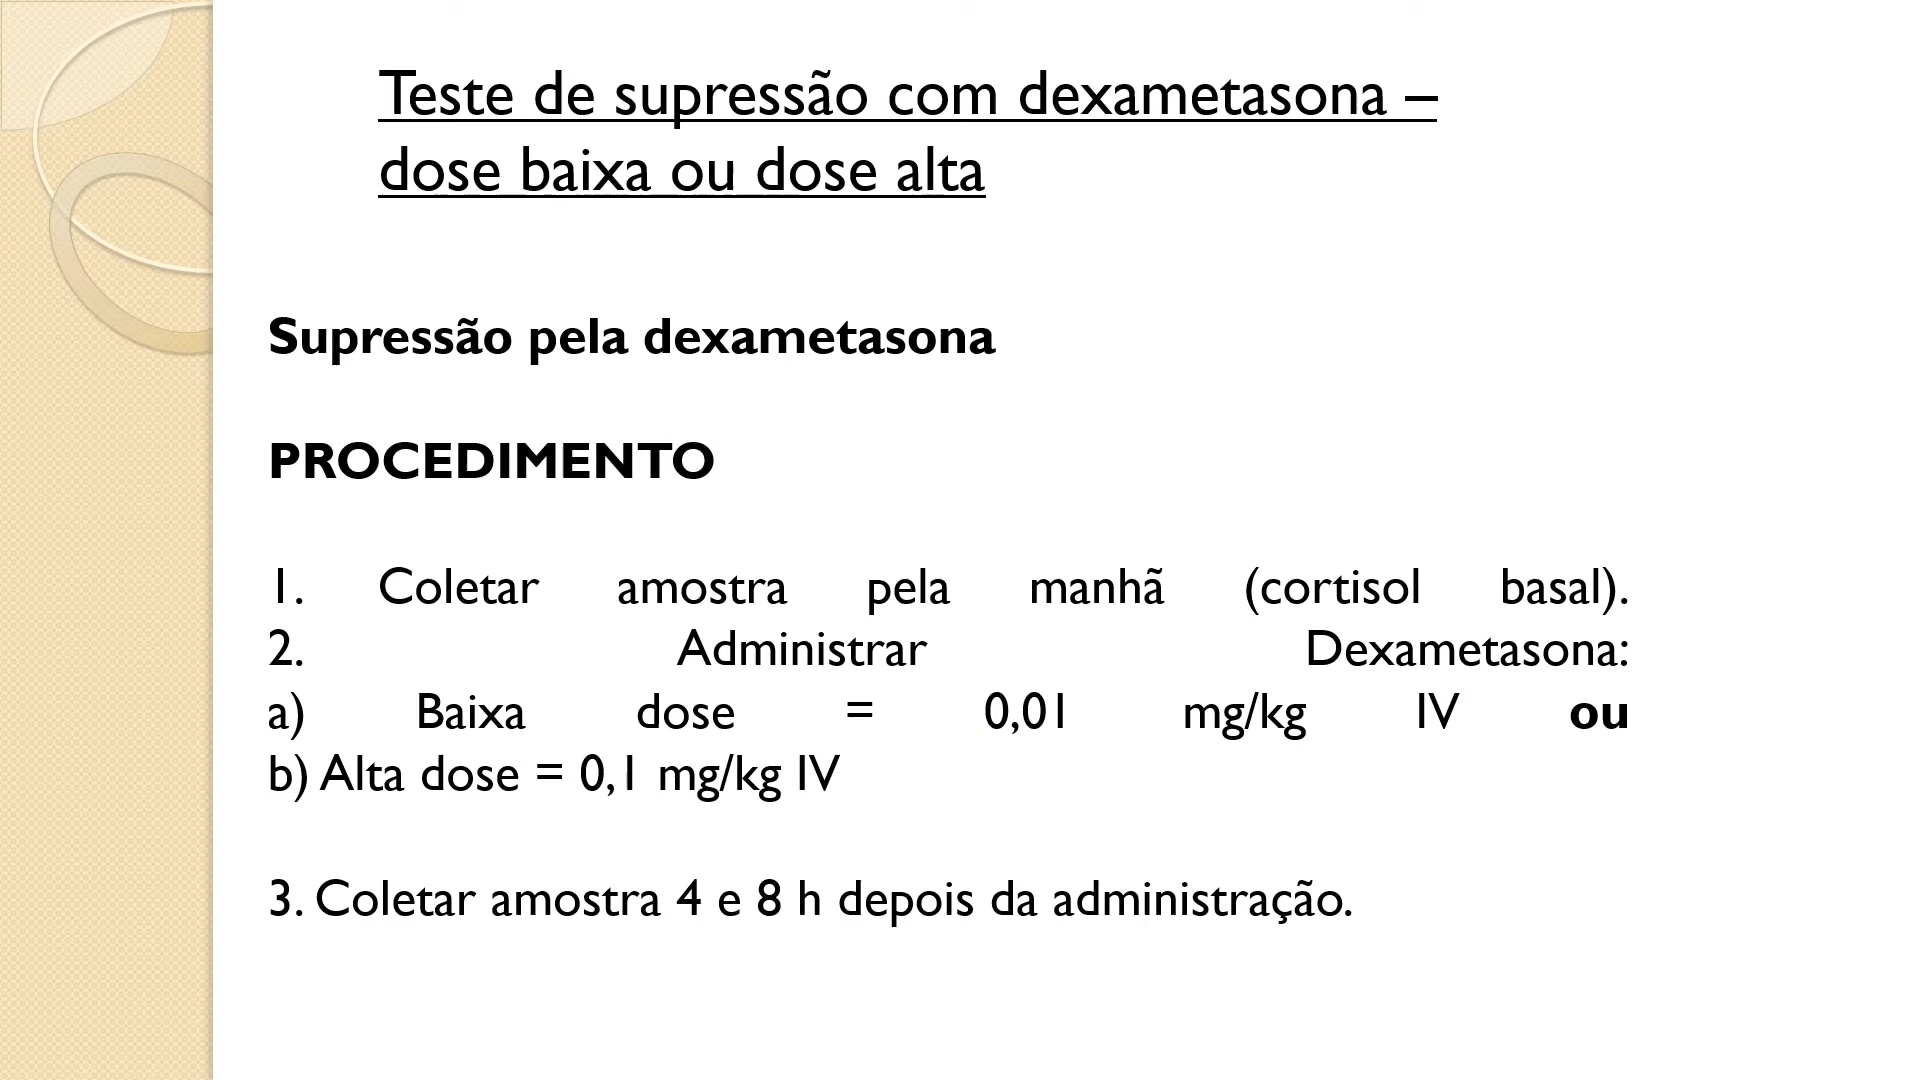 Teste de supressão com dexametasona –
dose baixa ou dose alta
Supressão pela dexametasona
PROCEDIMENTO
1. Coletar amostra pela manhã (cortisol basal).
2. Administrar Dexametasona:
a) Baixa dose = 0,01 mg/kg IV ou
b) Alta dose = 0,1 mg/kg IV
3. Coletar amostra 4 e 8 h depois da administração.